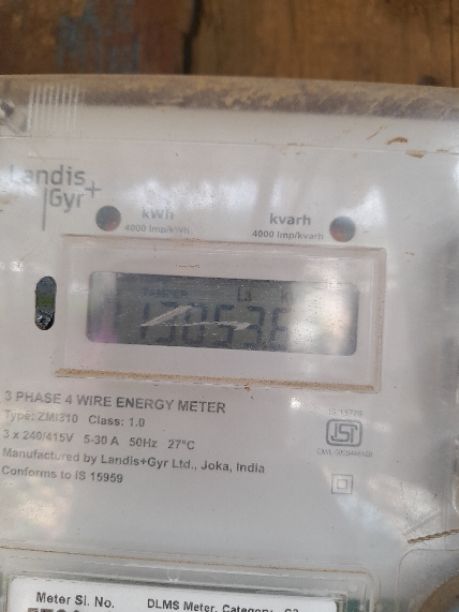 Landis
Gyr+
kWh
kvarh
4000 Imp/kWh
4000 Imp/kvarh
3 PHASE 4 WIRE ENERGY METER
Type: ZMI310 Class: 1.0
3 x 240/415V 5-30 A 50Hz 27°C
Manufactured by Landis+Gyr Ltd., Joka, India
Conforms to IS 15959
Meter Sl. No. DLMS Meter, Category